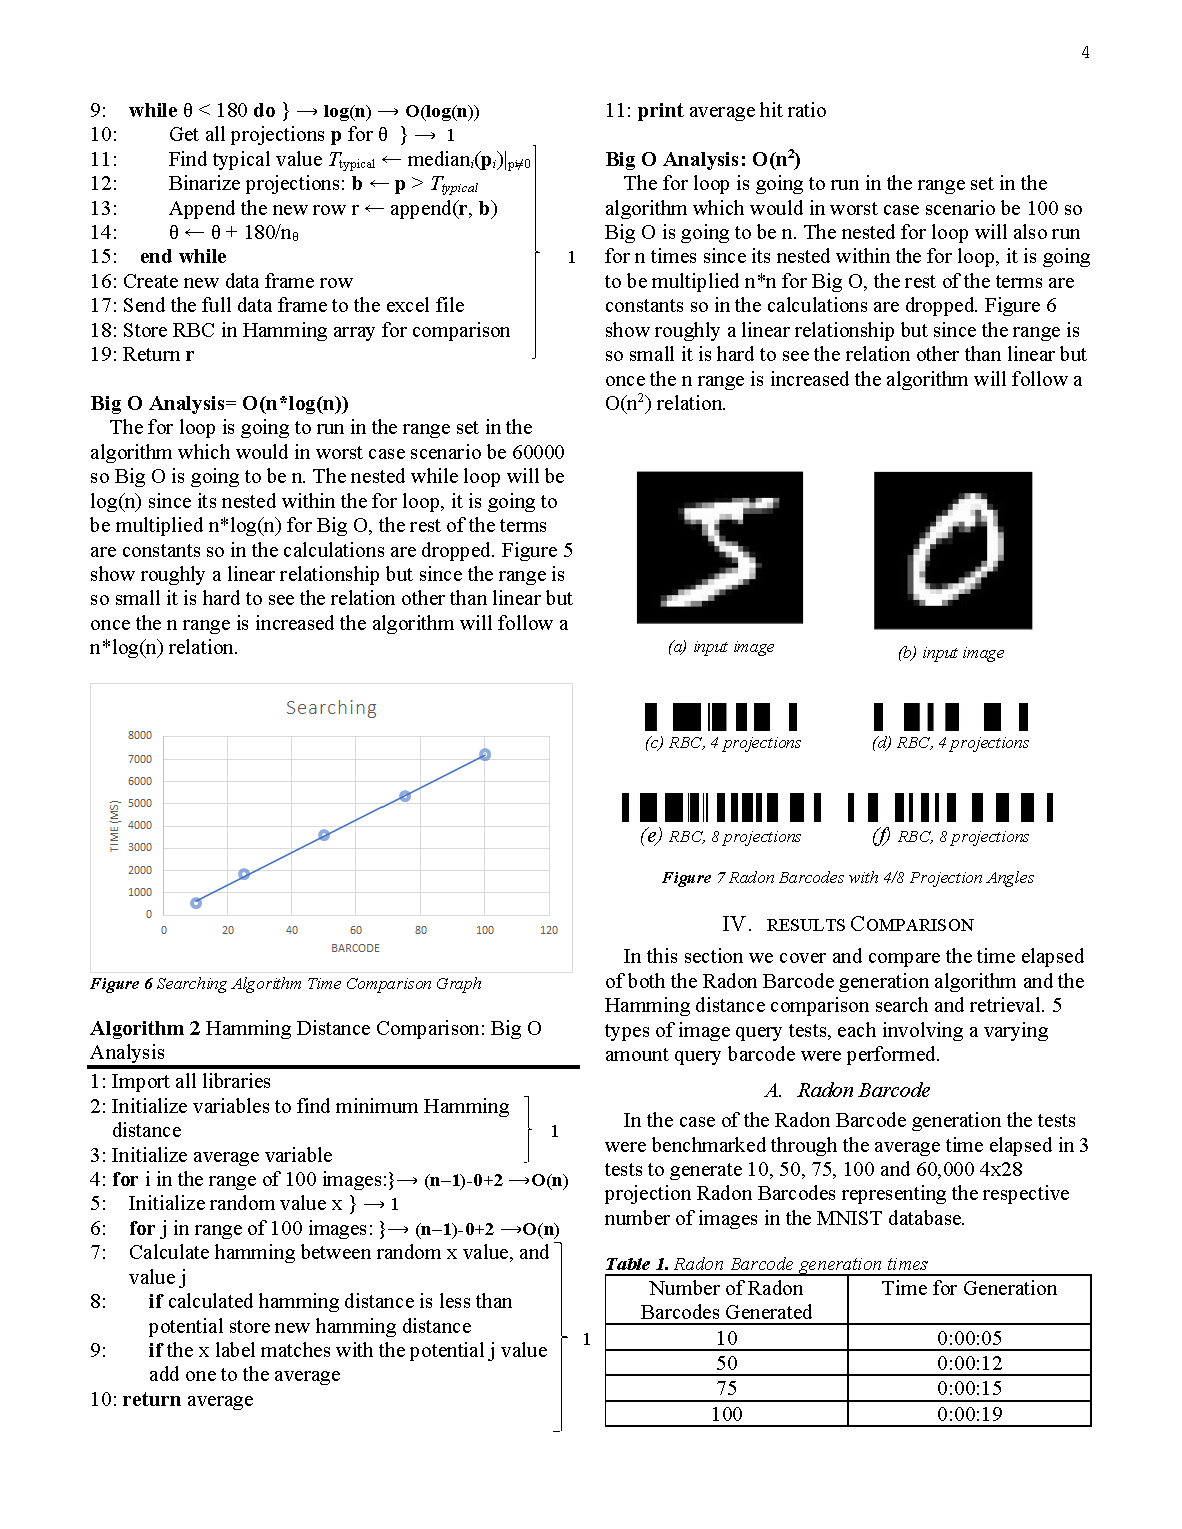 4
9: while θ < 180 do } → log(n) → O(log(n))
10: Get all projections p for θ } → 1
11: Find typical value Ttypical ← mediani(pi)|pi≠0
12: Binarize projections: b ← p > Ttypical
13: Append the new row r ← append(r, b)
14: θ ← θ + 180/nθ
15: end while
1
16: Create new data frame row
17: Send the full data frame to the excel file
18: Store RBC in Hamming array for comparison
19: Return r
Big O Analysis= O(n*log(n))
The for loop is going to run in the range set in the
algorithm which would in worst case scenario be 60000
so Big O is going to be n. The nested while loop will be
log(n) since its nested within the for loop, it is going to
be multiplied n*log(n) for Big O, the rest of the terms
are constants so in the calculations are dropped. Figure 5
show roughly a linear relationship but since the range is
so small it is hard to see the relation other than linear but
once the n range is increased the algorithm will follow a
n*log(n) relation.
Searching
8000
7000
6000
5000
4000
3000
2000
1000
0
TIME (MS)
0 20 40 60 80 100 120
BARCODE
Figure 6 Searching Algorithm Time Comparison Graph
Algorithm 2 Hamming Distance Comparison: Big O
Analysis
1: Import all libraries
2: Initialize variables to find minimum Hamming
distance
1
3: Initialize average variable
4: for i in the range of 100 images:}→ (n–1)-0+2 →O(n)
5: Initialize random value x } → 1
6: for j in range of 100 images: }→ (n–1)-0+2 →O(n)
7: Calculate hamming between random x value, and
value j
8: if calculated hamming distance is less than
potential store new hamming distance
1
9: if the x label matches with the potential j value
add one to the average
10: return average
11: print average hit ratio
Big O Analysis: O(n²)
The for loop is going to run in the range set in the
algorithm which would in worst case scenario be 100 so
Big O is going to be n. The nested for loop will also run
for n times since its nested within the for loop, it is going
to be multiplied n*n for Big O, the rest of the terms are
constants so in the calculations are dropped. Figure 6
show roughly a linear relationship but since the range is
so small it is hard to see the relation other than linear but
once the n range is increased the algorithm will follow a
O(n²) relation.
(a) input image
(b) input image
(c) RBC, 4 projections
(d) RBC, 4 projections
(e) RBC, 8 projections
(f) RBC, 8 projections
Figure 7 Radon Barcodes with 4/8 Projection Angles
IV. RESULTS COMPARISON
In this section we cover and compare the time elapsed
of both the Radon Barcode generation algorithm and the
Hamming distance comparison search and retrieval. 5
types of image query tests, each involving a varying
amount query barcode were performed.
A. Radon Barcode
In the case of the Radon Barcode generation the tests
were benchmarked through the average time elapsed in 3
tests to generate 10, 50, 75, 100 and 60,000 4x28
projection Radon Barcodes representing the respective
number of images in the MNIST database.
Table 1. Radon Barcode generation times
Number of Radon
Barcodes Generated
Time for Generation
10 0:00:05
50 0:00:12
75 0:00:15
100 0:00:19